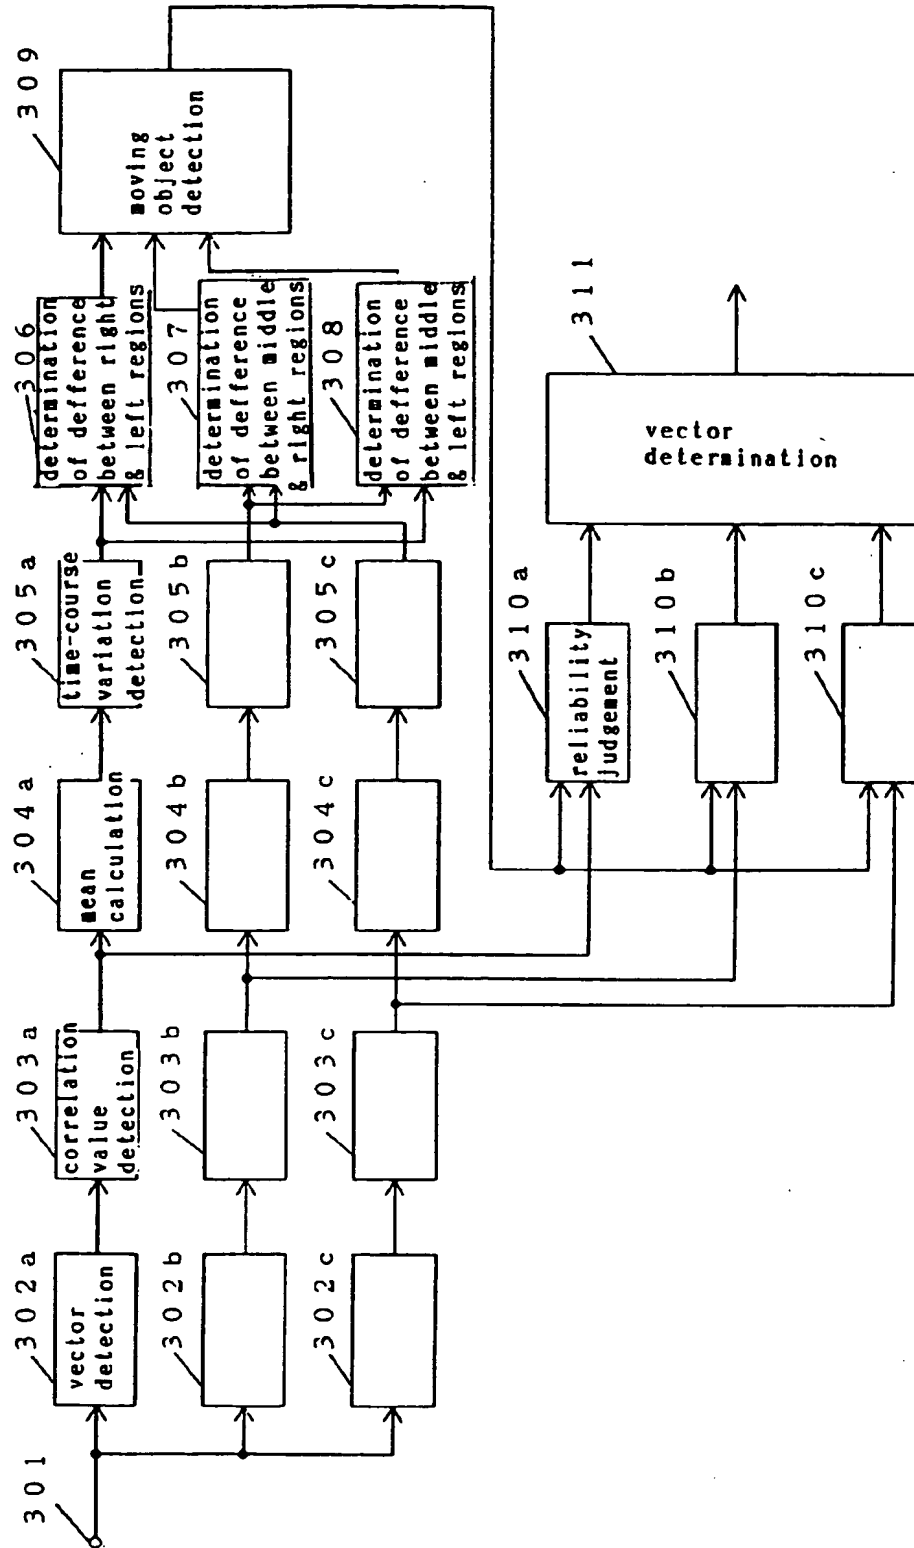 301
302a
vector
detection
302b
302c
303a
correlation
value
detection
303b
303c
304a
mean
calculation
304b
304c
305a
time-course
variation
detection
305b
305c
306
determination
of defference
between right
& left regions
307
determination
of defference
between middle
& right regions
308
determination
of defference
between middle
& left regions
309
moving
object
detection
310a
reliability
judgement
310b
310c
311
vector
determination